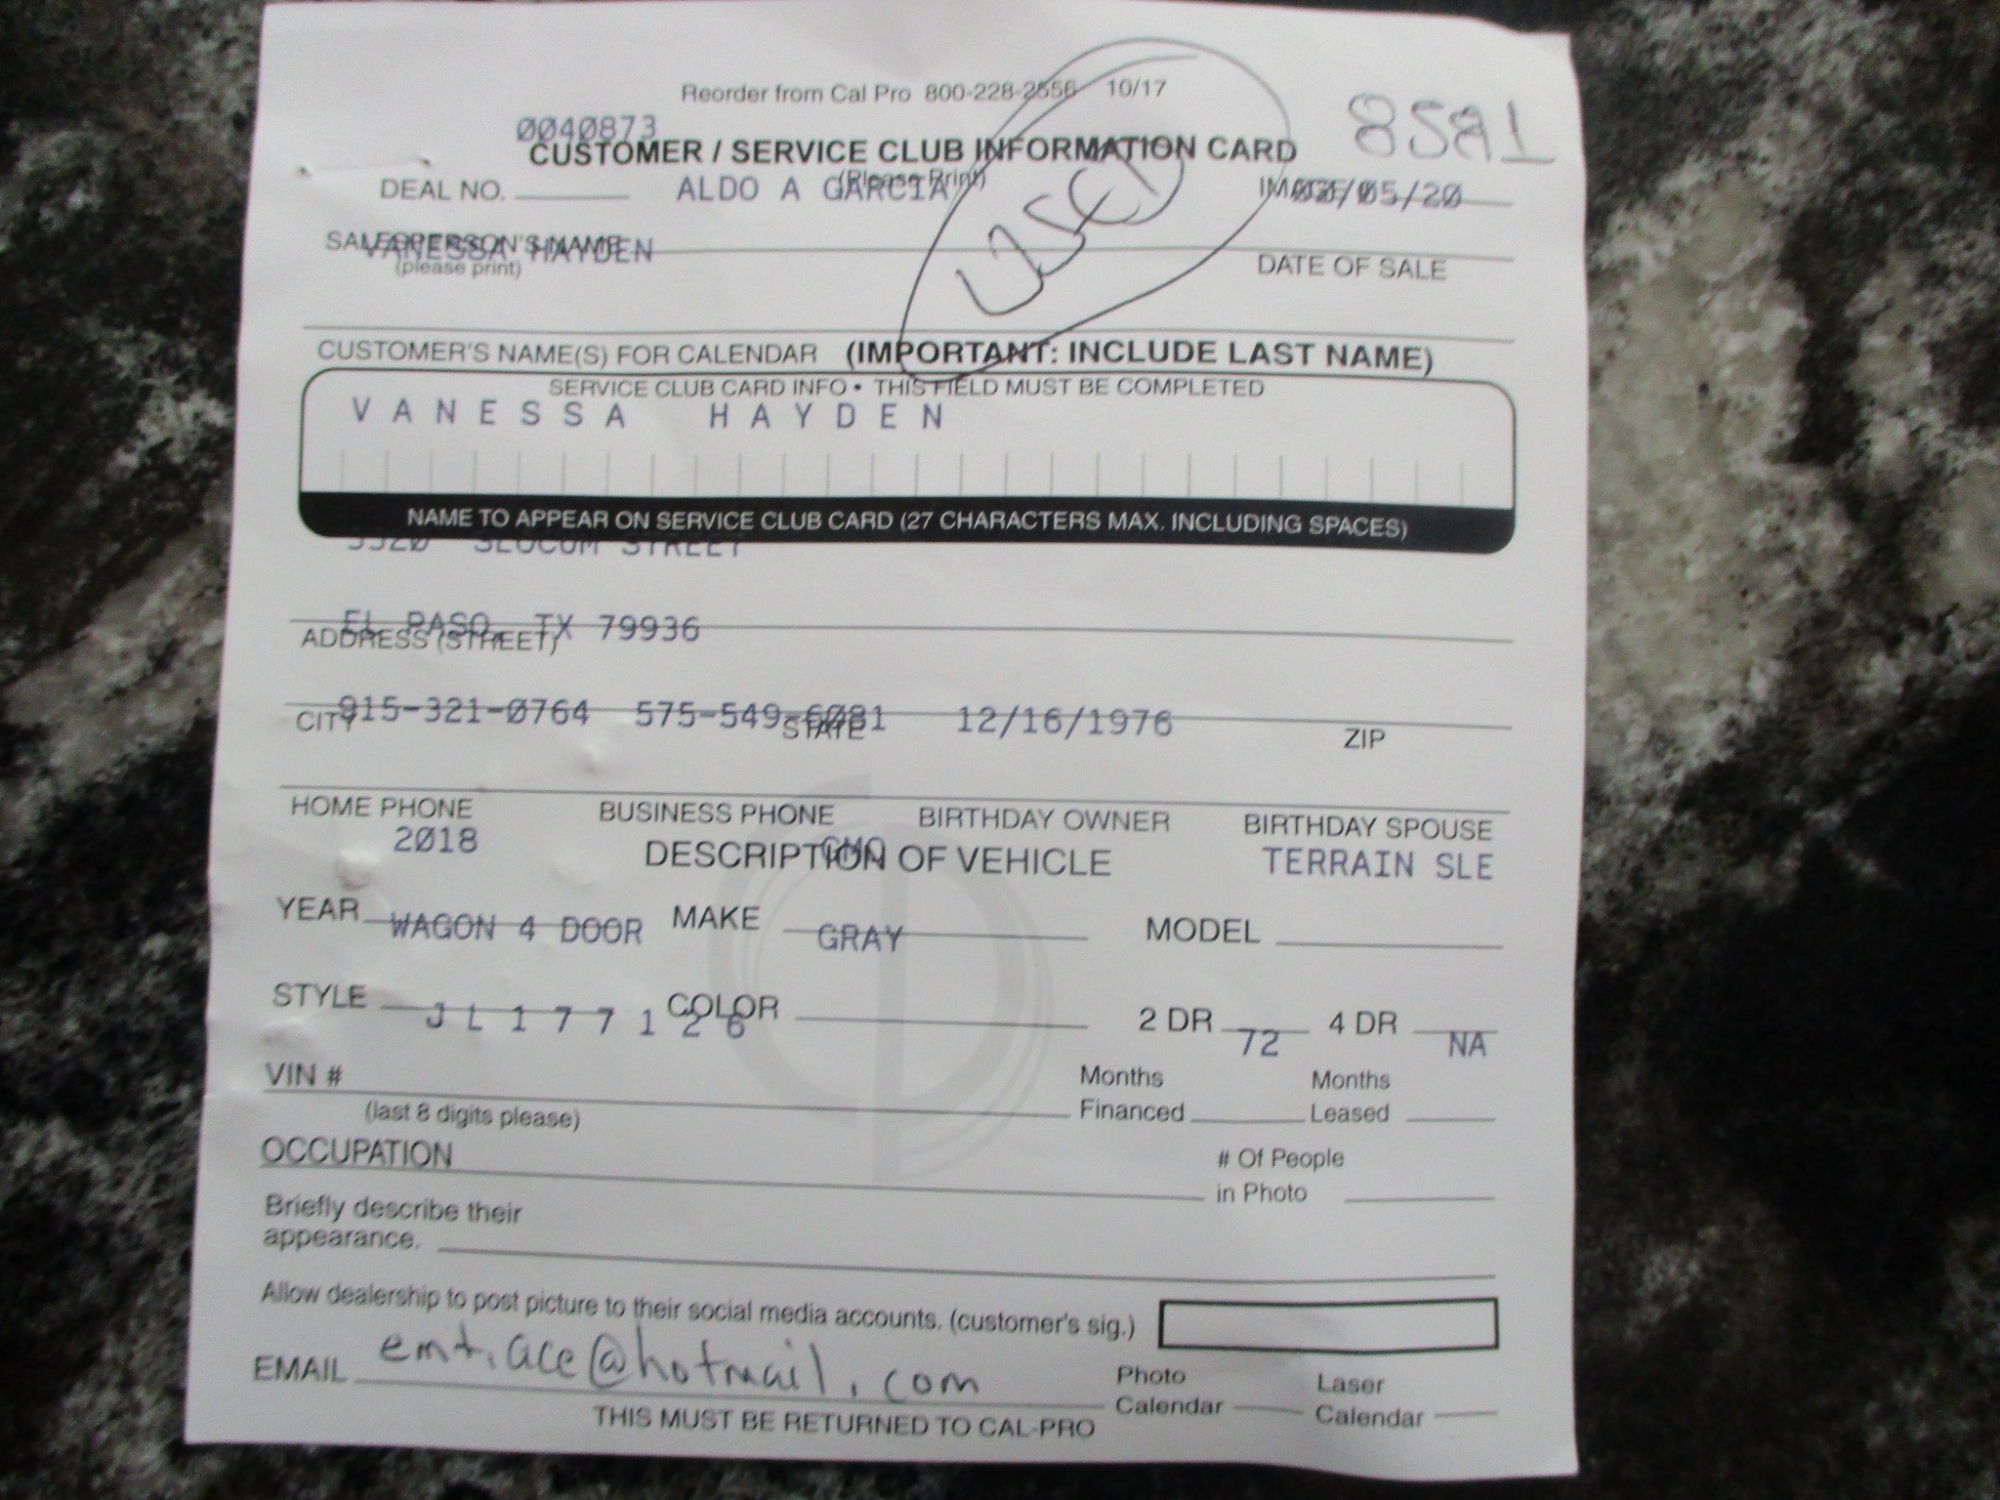 Reorder from Cal Pro 800-228-2556 10/17
0040873
8581
CUSTOMER / SERVICE CLUB INFORMATION CARD
(Please Print)
DEAL NO. ALDO A GARCIA /05/20
used
SALESPERSON'S NAME VANESSA HAYDEN
(please print)
DATE OF SALE
CUSTOMER'S NAME(S) FOR CALENDAR (IMPORTANT: INCLUDE LAST NAME)
SERVICE CLUB CARD INFO • THIS FIELD MUST BE COMPLETED
VANESSA HAYDEN
NAME TO APPEAR ON SERVICE CLUB CARD (27 CHARACTERS MAX. INCLUDING SPACES)
SLOCUM STREET
EL PASO, TX 79936
ADDRESS (STREET)
915-321-0764 575-549-6081 12/16/1976
CITY STATE ZIP
HOME PHONE BUSINESS PHONE BIRTHDAY OWNER BIRTHDAY SPOUSE
2018 GMC TERRAIN SLE
DESCRIPTION OF VEHICLE
YEAR MAKE MODEL
WAGON 4 DOOR GRAY
STYLE COLOR 2 DR 4 DR
JL177126 72 NA
VIN # Months Financed Months Leased
(last 8 digits please)
OCCUPATION # Of People in Photo
Briefly describe their
appearance.
Allow dealership to post picture to their social media accounts. (customer's sig.)
EMAIL emt.ace@hotmail.com Photo Calendar Laser Calendar
THIS MUST BE RETURNED TO CAL-PRO